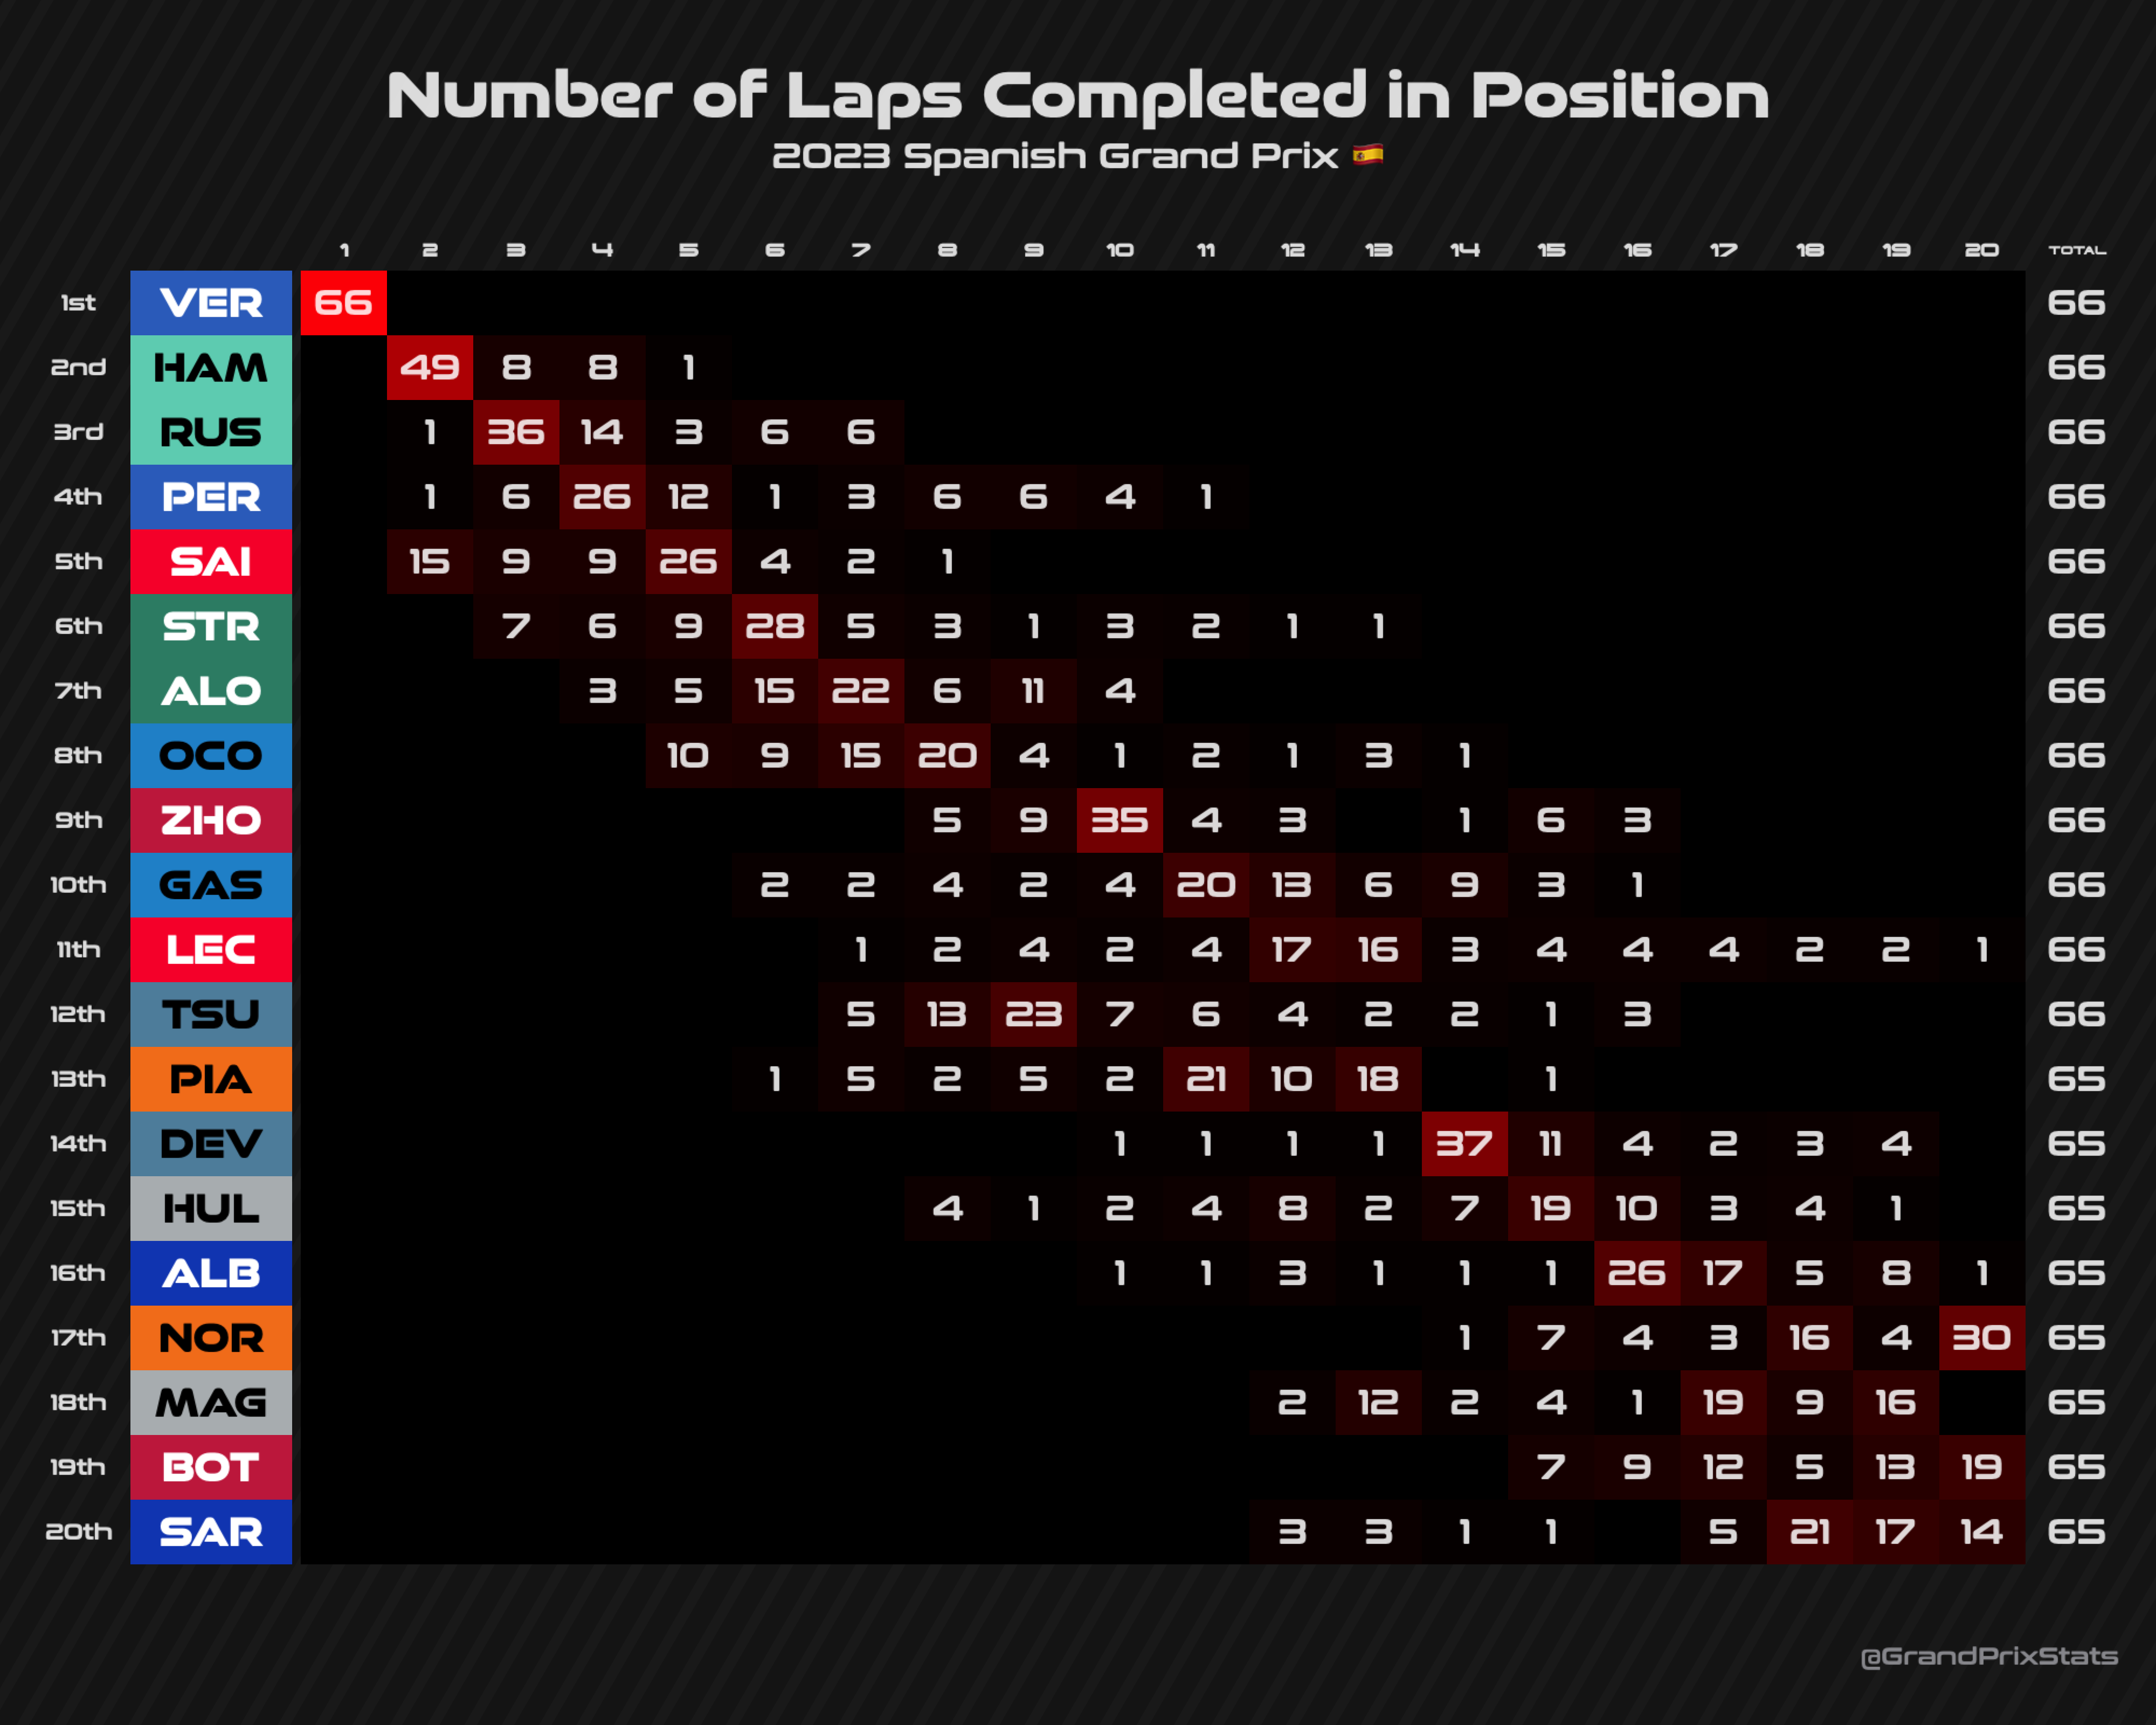 Number of Laps Completed in Position
2023 Spanish Grand Prix 🇪🇸
1 2 3 4 5 6 7 8 9 10 11 12 13 14 15 16 17 18 19 20 TOTAL
1st VER 66 66
2nd HAM 49 8 8 1 66
3rd RUS 1 36 14 3 6 6 66
4th PER 1 6 26 12 1 3 6 6 4 1 66
5th SAI 15 9 9 26 4 2 1 66
6th STR 7 6 9 28 5 3 1 3 2 1 1 66
7th ALO 3 5 15 22 6 11 4 66
8th OCO 10 9 15 20 4 1 2 1 3 1 66
9th ZHO 5 9 35 4 3 1 6 3 66
10th GAS 2 2 4 2 4 20 13 6 9 3 1 66
11th LEC 1 2 4 2 4 17 16 3 4 4 4 2 2 1 66
12th TSU 5 13 23 7 6 4 2 2 1 3 66
13th PIA 1 5 2 5 2 21 10 18 1 65
14th DEV 1 1 1 1 37 11 4 2 3 4 65
15th HUL 4 1 2 4 8 2 7 19 10 3 4 1 65
16th ALB 1 1 3 1 1 1 26 17 5 8 1 65
17th NOR 1 7 4 3 16 4 30 65
18th MAG 2 12 2 4 1 19 9 16 65
19th BOT 7 9 12 5 13 19 65
20th SAR 3 3 1 1 5 21 17 14 65
@GrandPrixStats